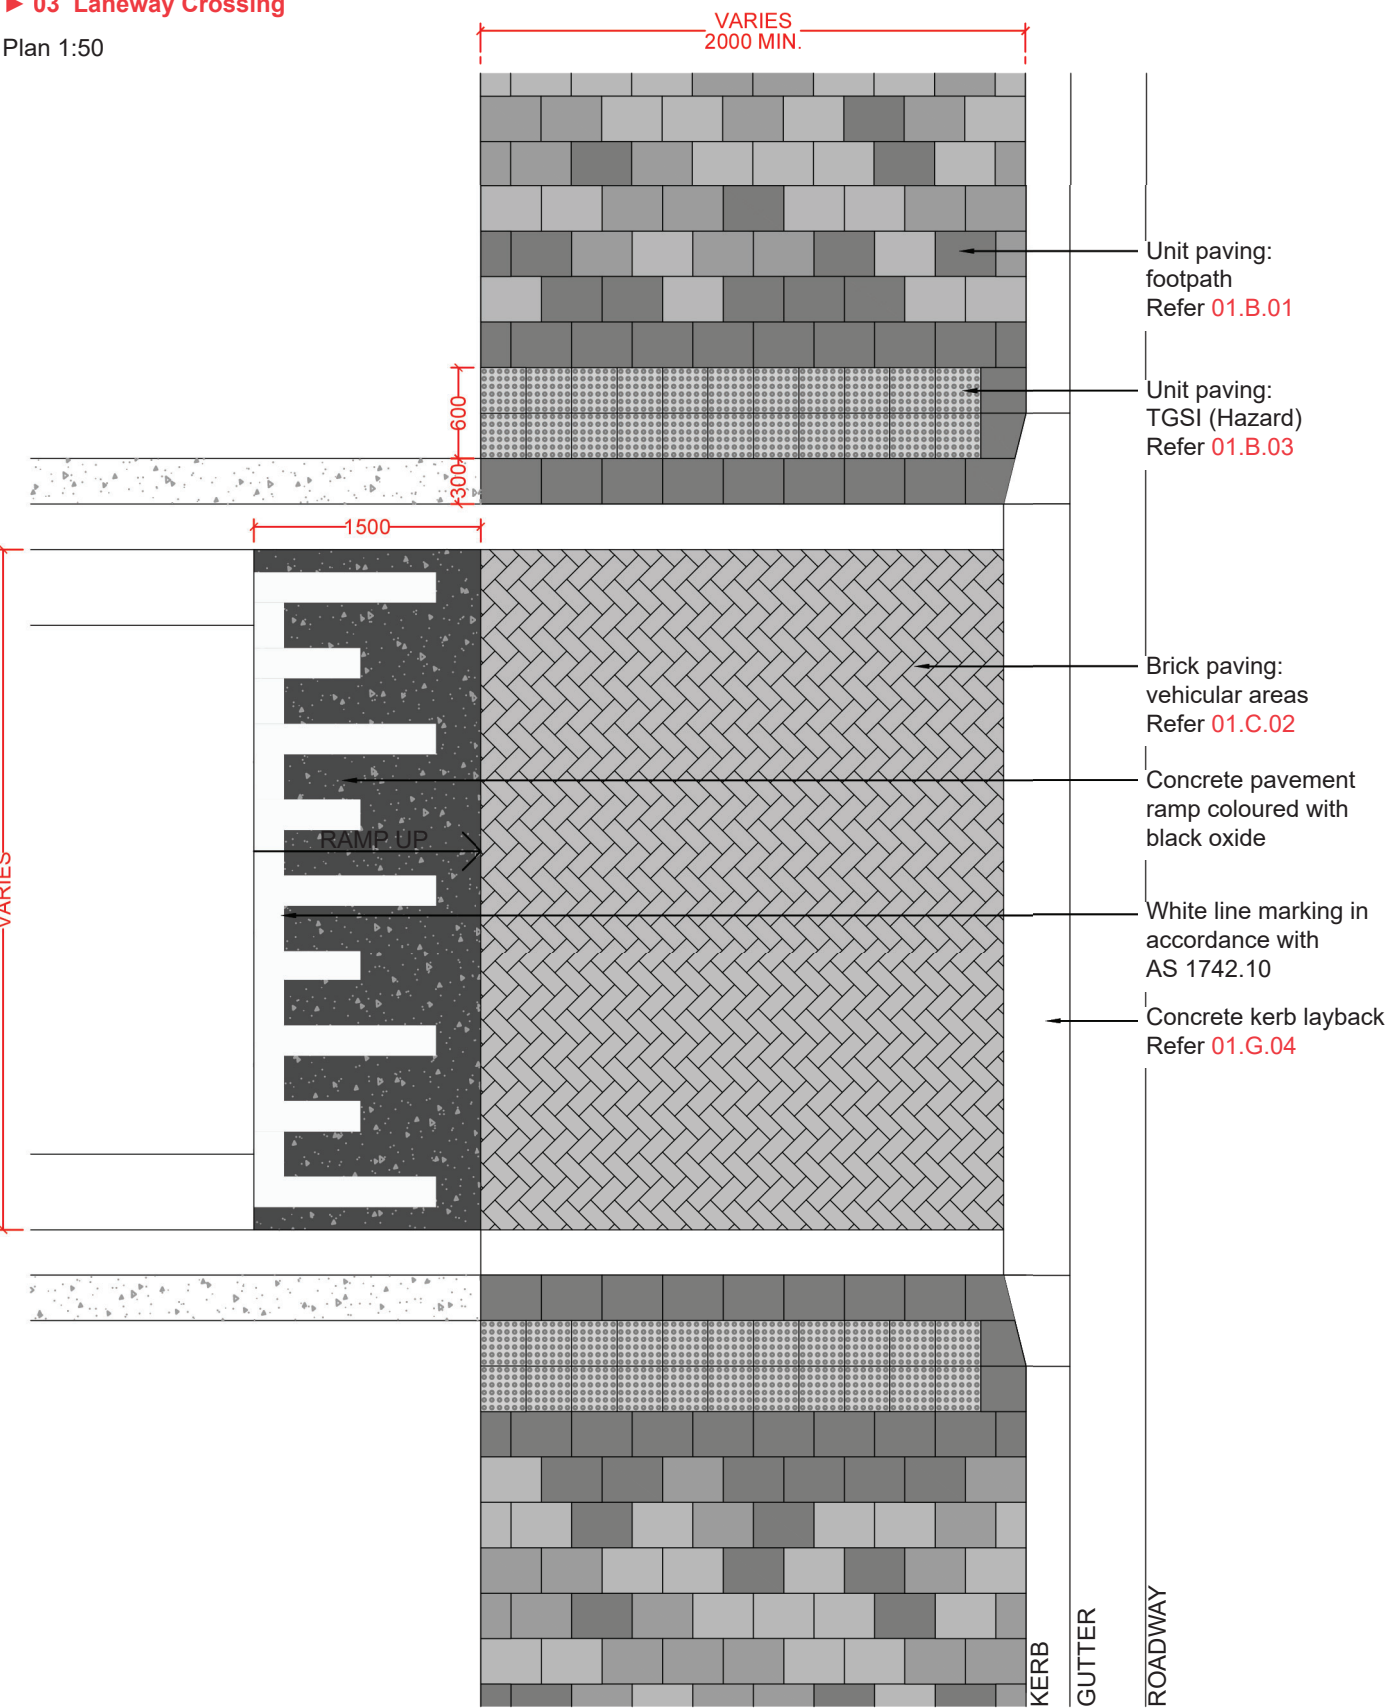 ► 03 Laneway Crossing
Plan 1:50
VARIES
2000 MIN.
Unit paving:
footpath
Refer 01.B.01
600
Unit paving:
TGSI (Hazard)
Refer 01.B.03
300
1500
Brick paving:
vehicular areas
Refer 01.C.02
Concrete pavement
ramp coloured with
black oxide
RAMP UP
VARIES
White line marking in
accordance with
AS 1742.10
Concrete kerb layback
Refer 01.G.04
KERB
GUTTER
ROADWAY